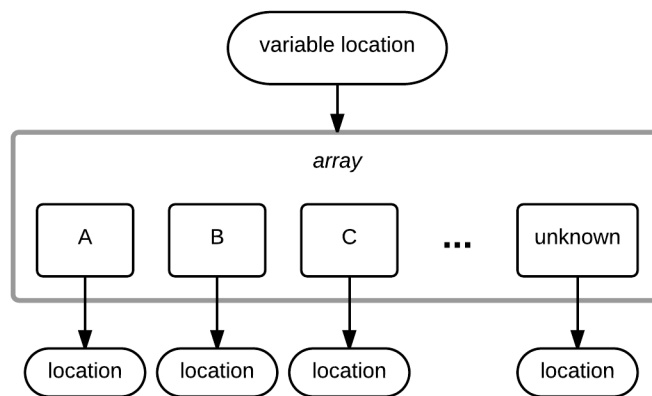 variable location
array
A
B
C
...
unknown
location
location
location
location